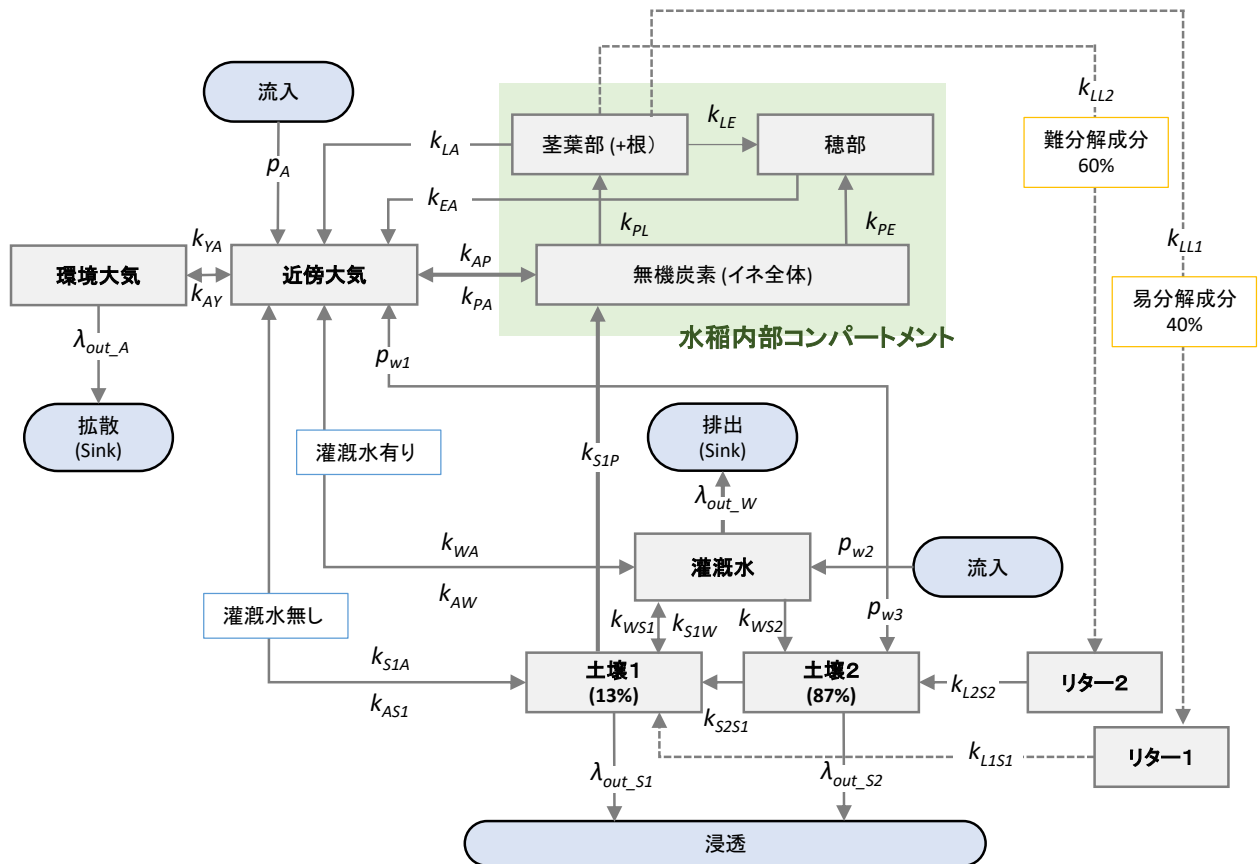 流入
p_A
k_LA
k_EA
茎葉部 (+根）
k_LE
穂部
k_LL2
難分解成分
60%
k_PL
k_PE
k_YA
k_AY
環境大気
近傍大気
k_AP
k_PA
無機炭素 (イネ全体)
水稲内部コンパートメント
k_LL1
易分解成分
40%
λ_out_A
p_w1
拡散
(Sink)
灌漑水有り
k_S1P
排出
(Sink)
λ_out_W
k_WA
k_AW
灌漑水
p_w2
流入
灌漑水無し
k_WS1
k_S1W
k_WS2
p_w3
k_S1A
k_AS1
土壌１
(13%)
k_S2S1
土壌２
(87%)
k_L2S2
リター２
k_L1S1
リター１
λ_out_S1
λ_out_S2
浸透